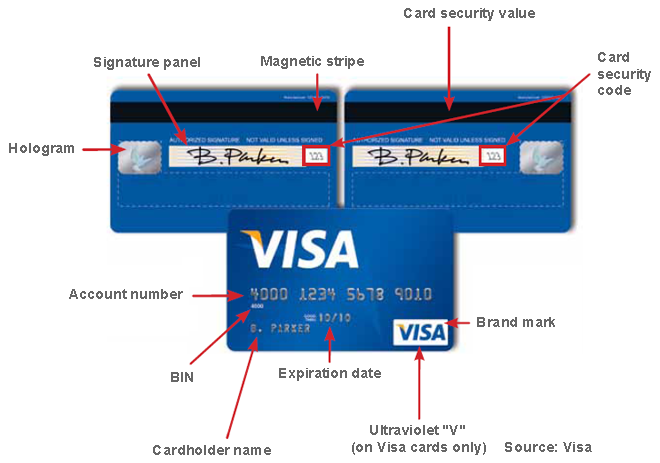 Card security value
Signature panel
Magnetic stripe
Card
security
code
Hologram
AUTHORIZED SIGNATURE NOT VALID UNLESS SIGNED
B. Parker
123
AUTHORIZED SIGNATURE NOT VALID UNLESS SIGNED
B. Parker
123
VISA
Account number
4000 1234 5678 9010
4000
10/10
B. PARKER
VISA
Brand mark
BIN
Expiration date
Ultraviolet "V"
(on Visa cards only)
Source: Visa
Cardholder name